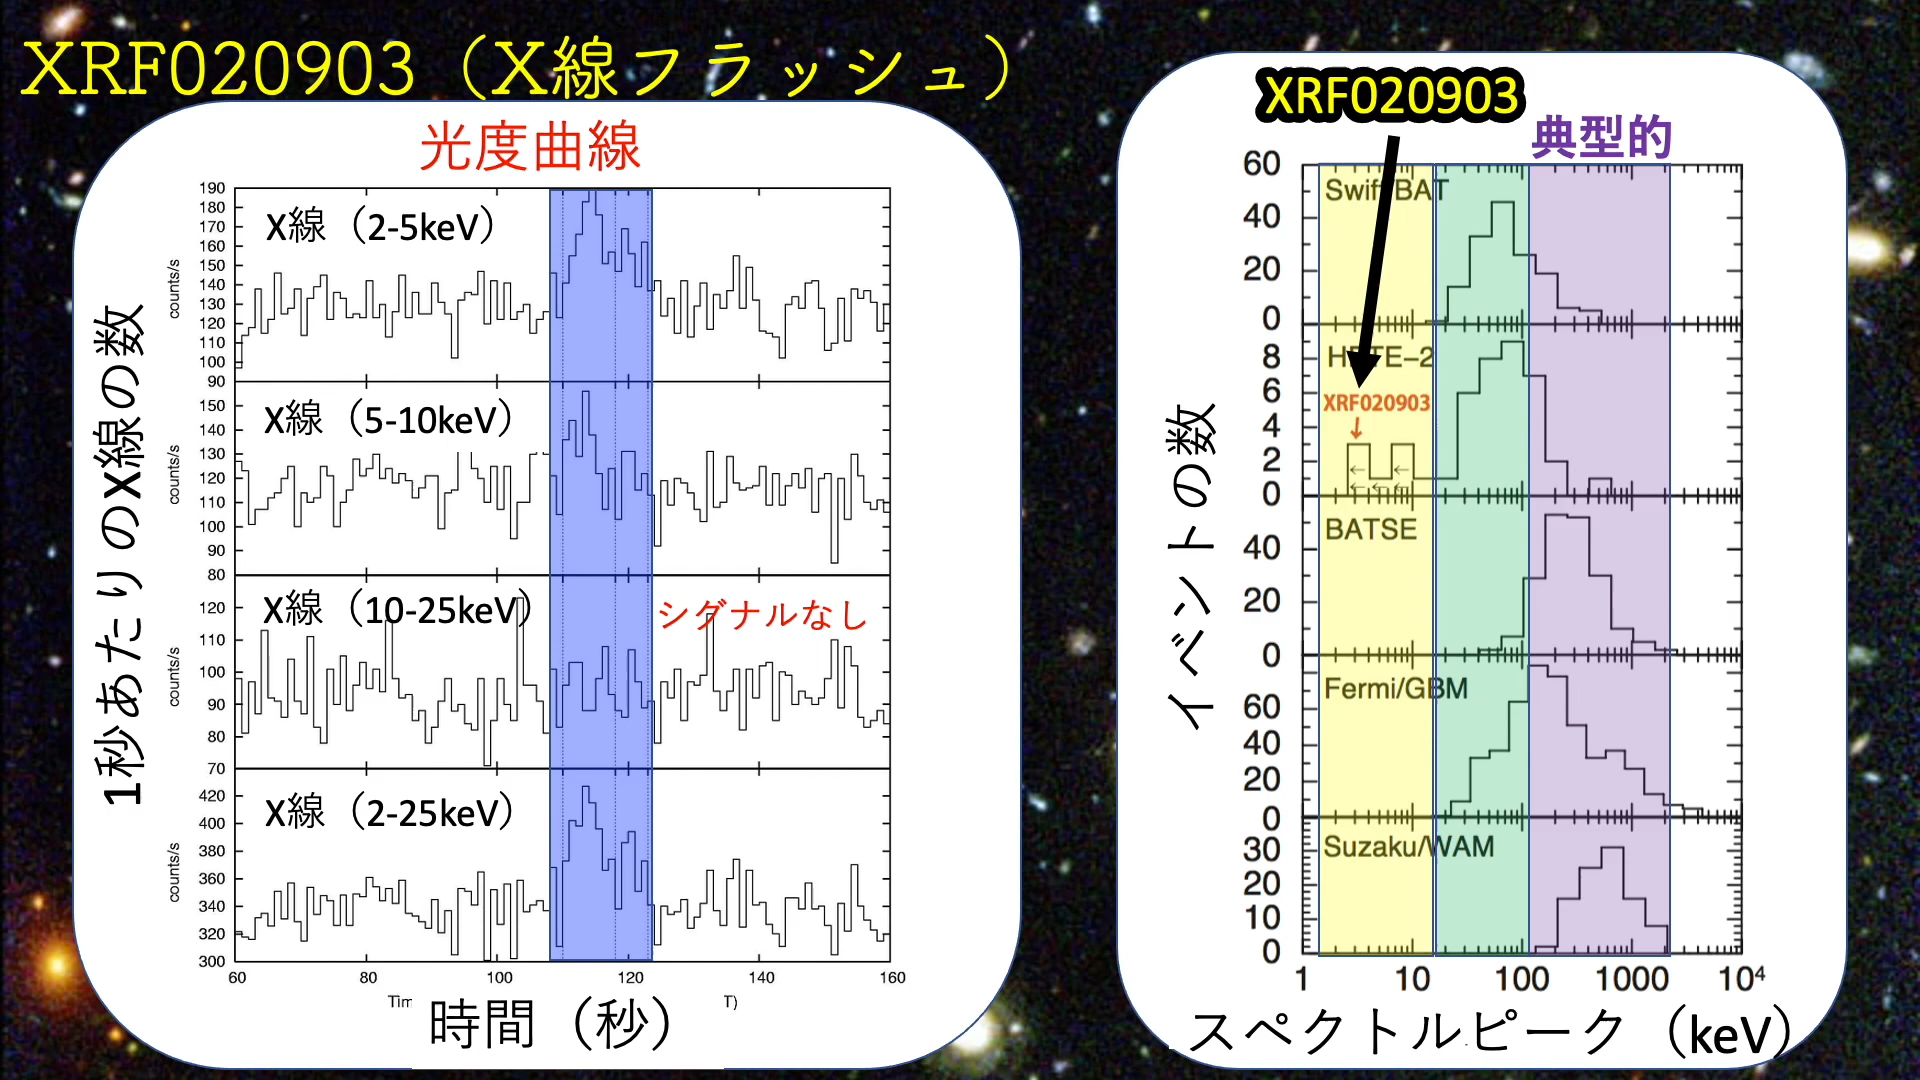 XRF020903（X線フラッシュ）
光度曲線
1秒あたりのX線の数
counts/s
190
180
170
160
150
140
130
120
110
100
90
X線（2-5keV）
counts/s
150
140
130
120
110
100
90
80
X線（5-10keV）
counts/s
120
110
100
90
80
70
X線（10-25keV）
シグナルなし
counts/s
420
400
380
360
340
320
300
X線（2-25keV）
60 80 100 120 140 160
Tim
T)
時間（秒）
XRF020903
典型的
イベントの数
60
40
20
0
Swift/BAT
8
6
4
2
0
HETE-2
XRF020903
40
20
0
BATSE
60
40
20
0
Fermi/GBM
30
20
10
0
Suzaku/WAM
1 10 100 1000 10⁴
スペクトルピーク（keV）